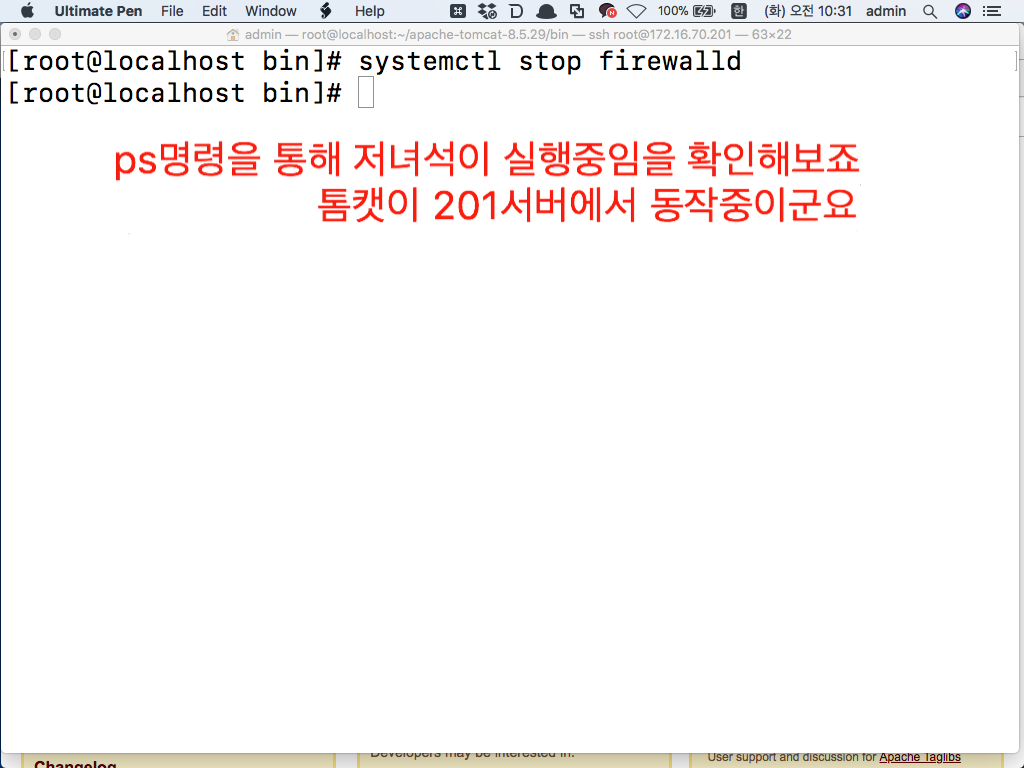 Ultimate Pen File Edit Window Help 100% 한 (화) 오전 10:31 admin
admin — root@localhost:~/apache-tomcat-8.5.29/bin — ssh root@172.16.70.201 — 63×22
[root@localhost bin]# systemctl stop firewalld
[root@localhost bin]#
ps명령을 통해 저녀석이 실행중임을 확인해보죠
톰캣이 201서버에서 동작중이군요
Developers may be interested in:
User support and discussion for Apache Taglibs
Changelog